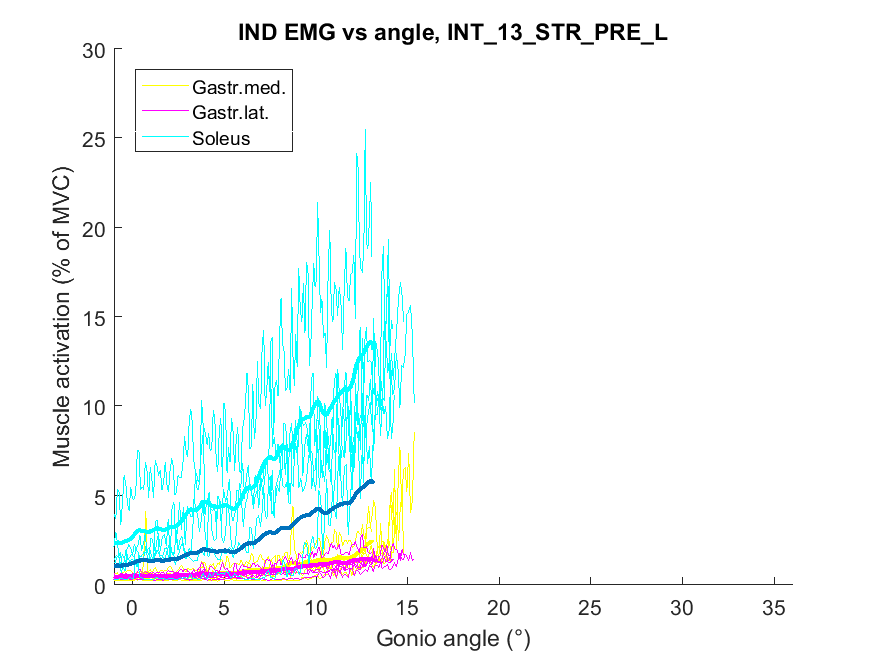 IND EMG vs angle, INT_13_STR_PRE_L
30
25
20
15
10
5
0
Gastr.med.
Gastr.lat.
Soleus
Muscle activation (% of MVC)
0 5 10 15 20 25 30 35
Gonio angle (°)